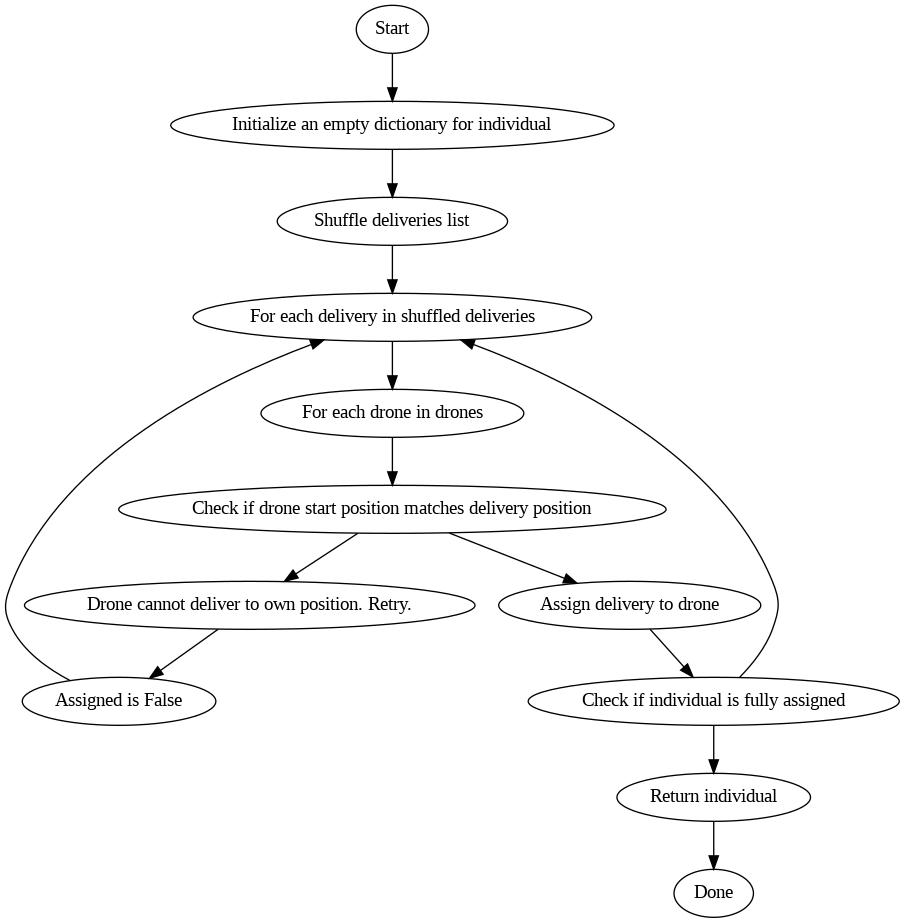 Start
Initialize an empty dictionary for individual
Shuffle deliveries list
For each delivery in shuffled deliveries
For each drone in drones
Check if drone start position matches delivery position
Drone cannot deliver to own position. Retry.
Assign delivery to drone
Assigned is False
Check if individual is fully assigned
Return individual
Done